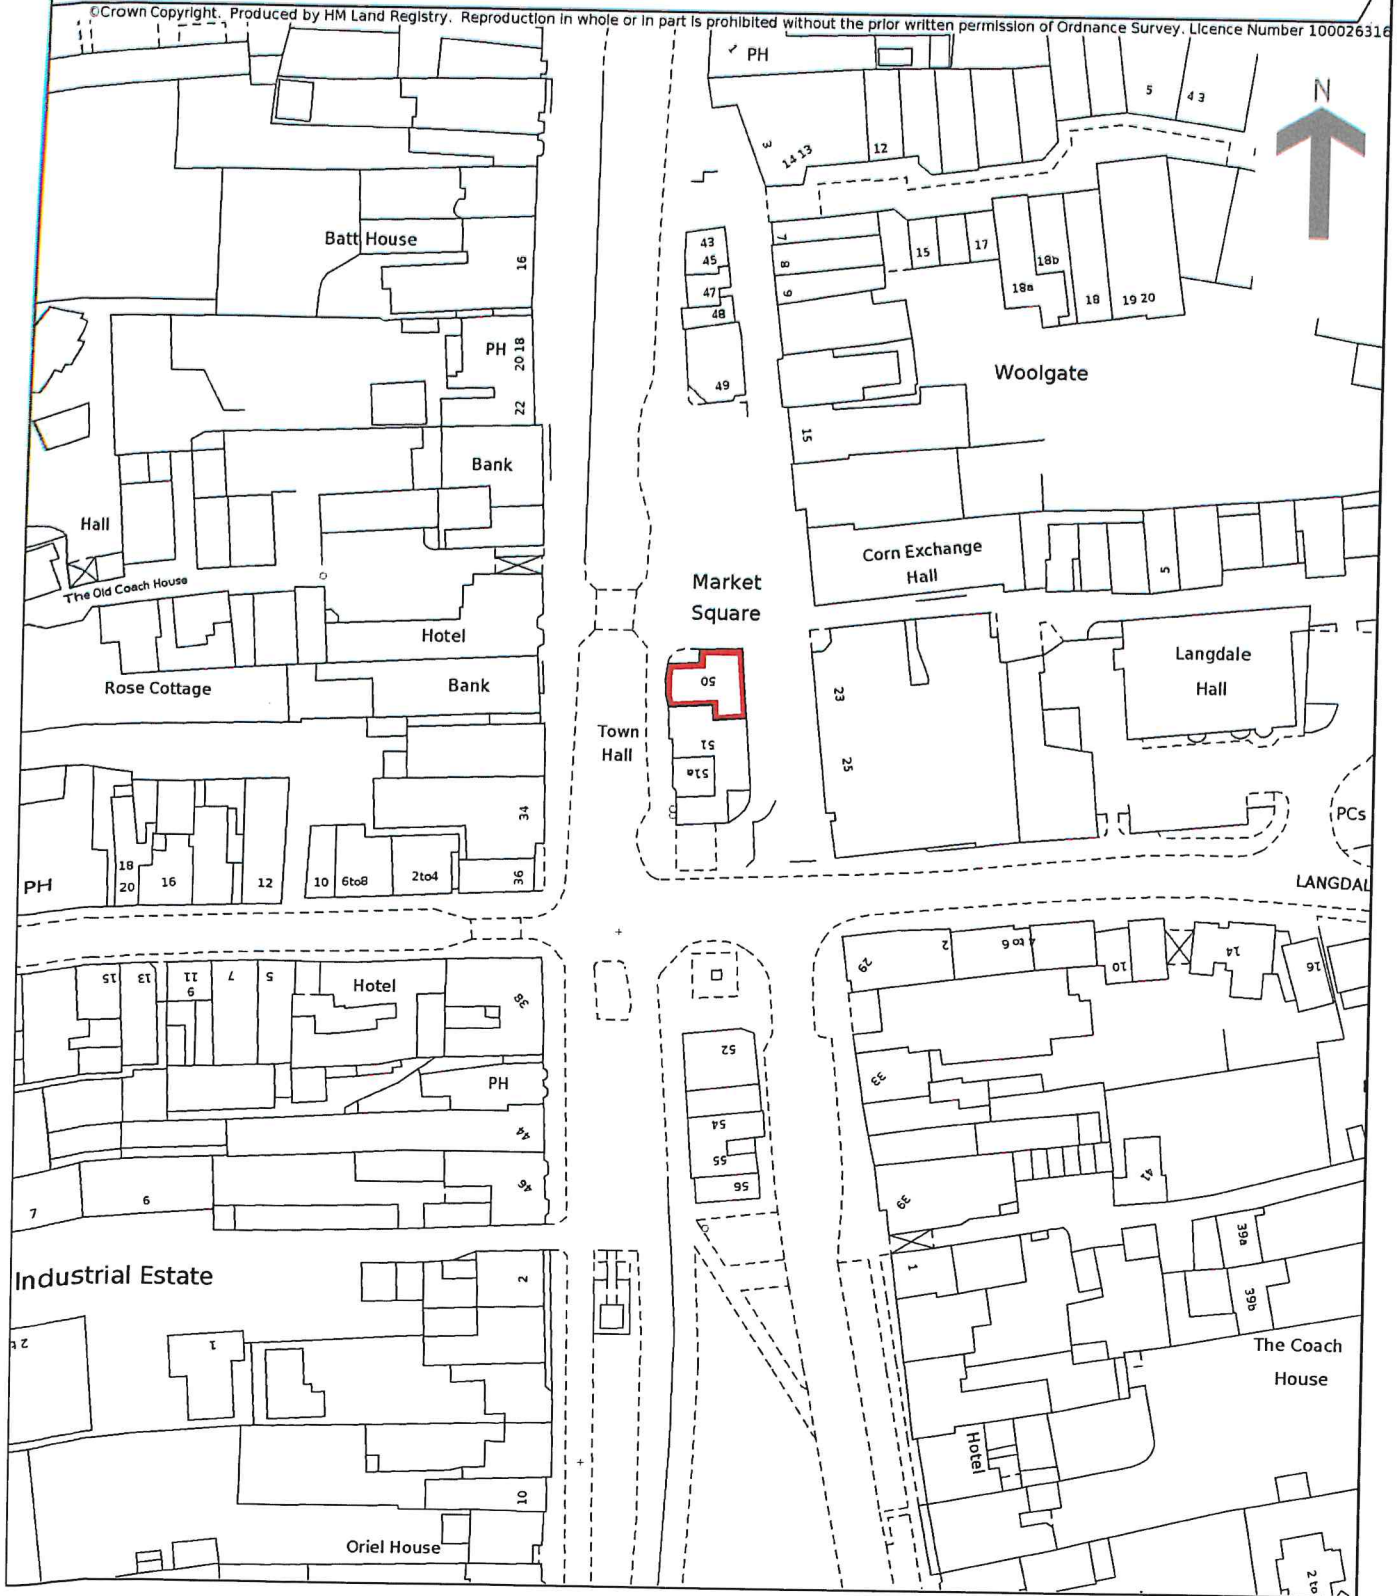 ©Crown Copyright. Produced by HM Land Registry. Reproduction in whole or in part is prohibited without the prior written permission of Ordnance Survey. Licence Number 100026316
PH
5
4 3
N
3
14 13
12
Batt House
16
43
45
47
48
49
7
8
9
15
17
18a
18b
18
19 20
PH
20 18
22
Woolgate
15
Bank
Hall
The Old Coach House
Corn Exchange
Hall
5
Market
Square
Hotel
Rose Cottage
Bank
50
23
Langdale
Hall
Town
Hall
51
51a
25
34
PCs
PH
18
20
16
12
10
6to8
2to4
36
LANGDAL
15
13
11
9
7
5
Hotel
38
29
2
4 to 6
10
14
16
52
PH
33
44
54
55
56
46
41
39
7
6
39a
1
Industrial Estate
2
39b
2 t
1
The Coach
House
Hotel
10
Oriel House
2 to